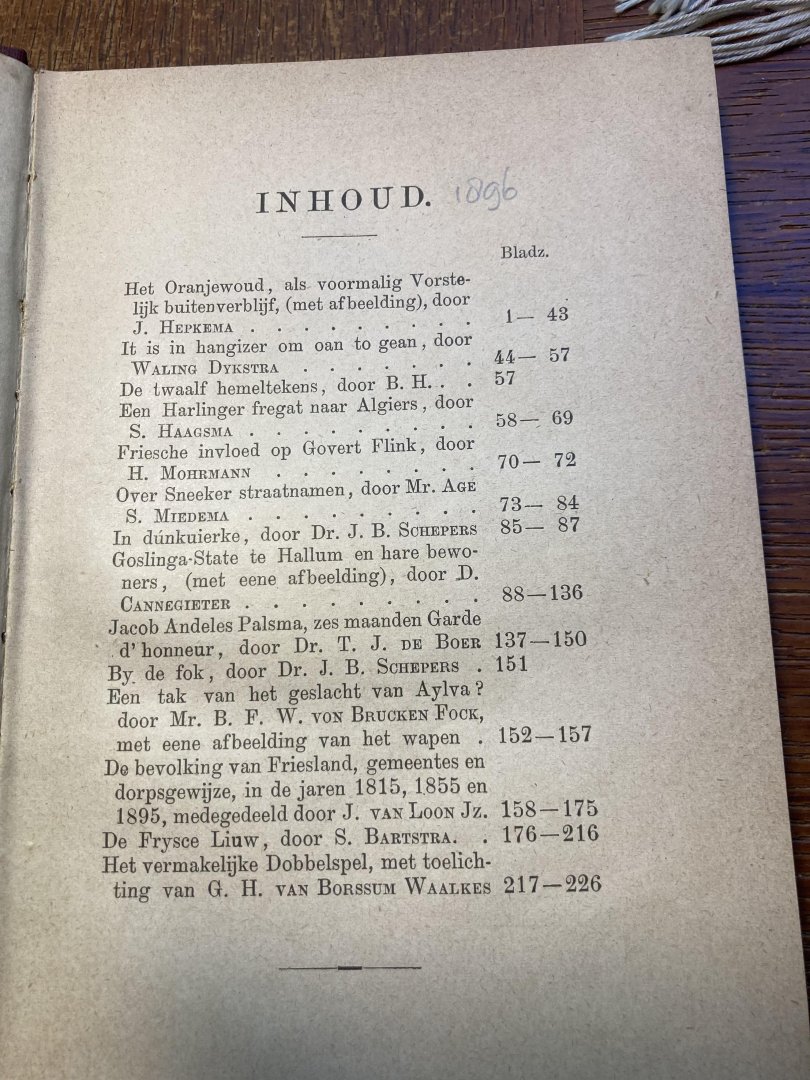 INHOUD. 1896
Bladz.
Het Oranjewoud, als voormalig Vorste-
lijk buitenverblijf, (met afbeelding), door
J. HEPKEMA . . . . . . . . . 1— 43
It is in hangizer om oan to gean, door
WALING DYKSTRA . . . . . . . 44— 57
De twaalf hemeltekens, door B. H. . . 57
Een Harlinger fregat naar Algiers, door
S. HAAGSMA . . . . . . . . . 58— 69
Friesche invloed op Govert Flink, door
H. MOHRMANN . . . . . . . . 70— 72
Over Sneeker straatnamen, door Mr. AGE
S. MIEDEMA . . . . . . . . . 73— 84
In dúnkuierke, door Dr. J. B. SCHEPERS 85— 87
Goslinga-State te Hallum en hare bewo-
ners, (met eene afbeelding), door D.
CANNEGIETER . . . . . . . . . 88—136
Jacob Andeles Palsma, zes maanden Garde
d' honneur, door Dr. T. J. DE BOER 137—150
By de fok, door Dr. J. B. SCHEPERS . 151
Een tak van het geslacht van Aylva?
door Mr. B. F. W. VON BRUCKEN FOCK,
met eene afbeelding van het wapen . 152—157
De bevolking van Friesland, gemeentes en
dorpsgewijze, in de jaren 1815, 1855 en
1895, medegedeeld door J. VAN LOON JZ. 158—175
De Frysce Liuw, door S. BARTSTRA. . 176—216
Het vermakelijke Dobbelspel, met toelich-
ting van G. H. VAN BORSSUM WAALKES 217—226